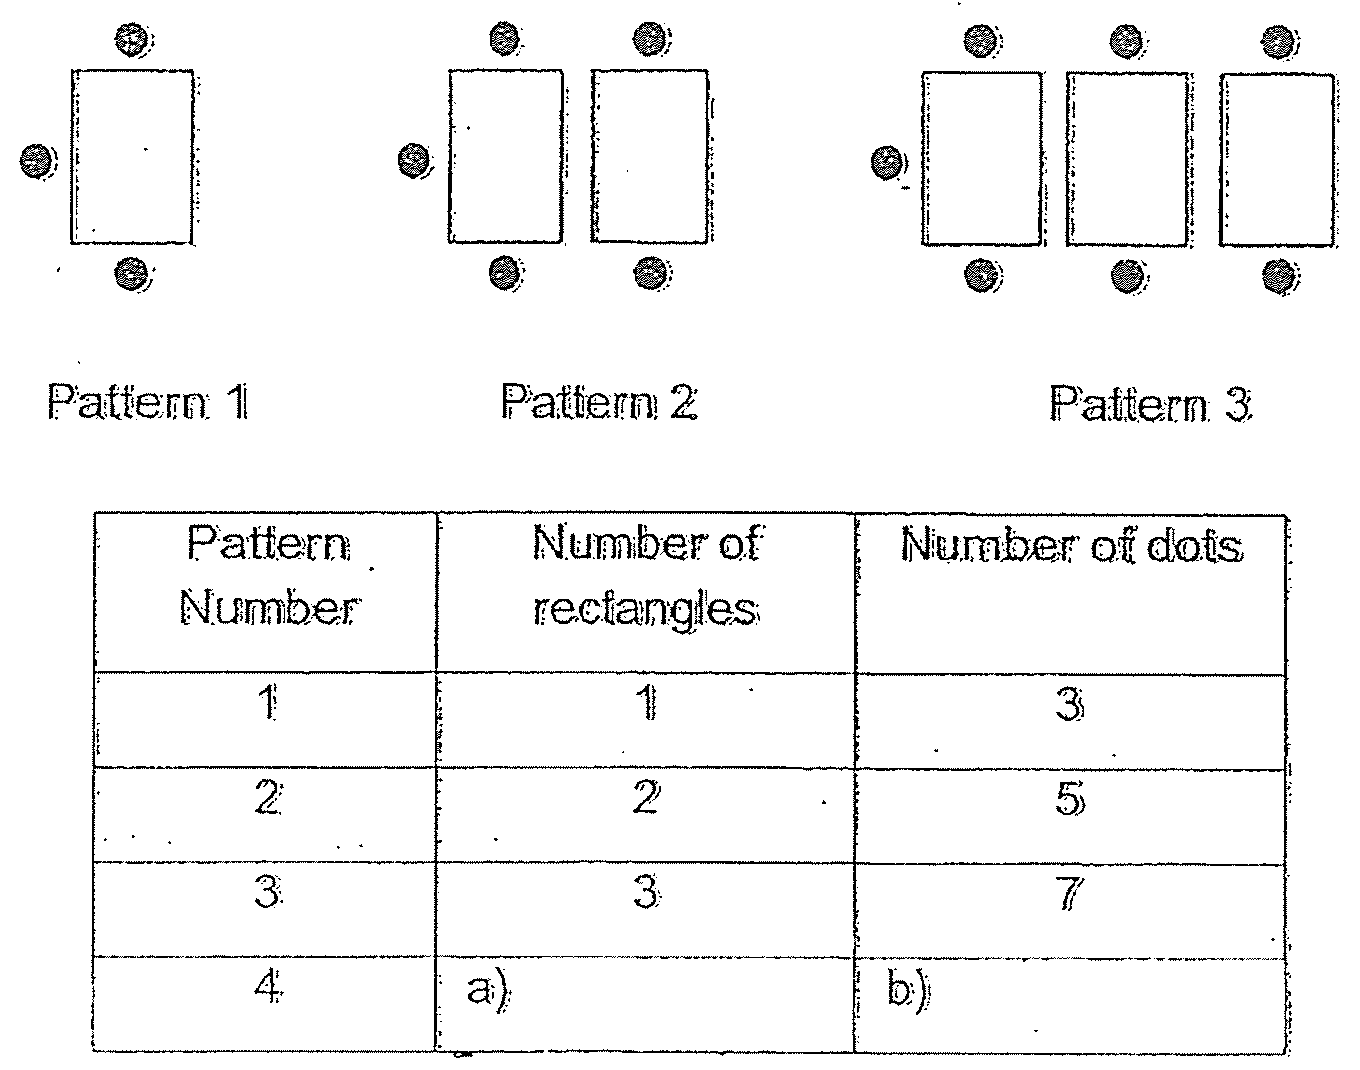 Pattern 1
Pattern 2
Pattern 3
Pattern Number of Number of dots
Number rectangles
1 1 3
2 2 5
3 3 7
4 a) b)